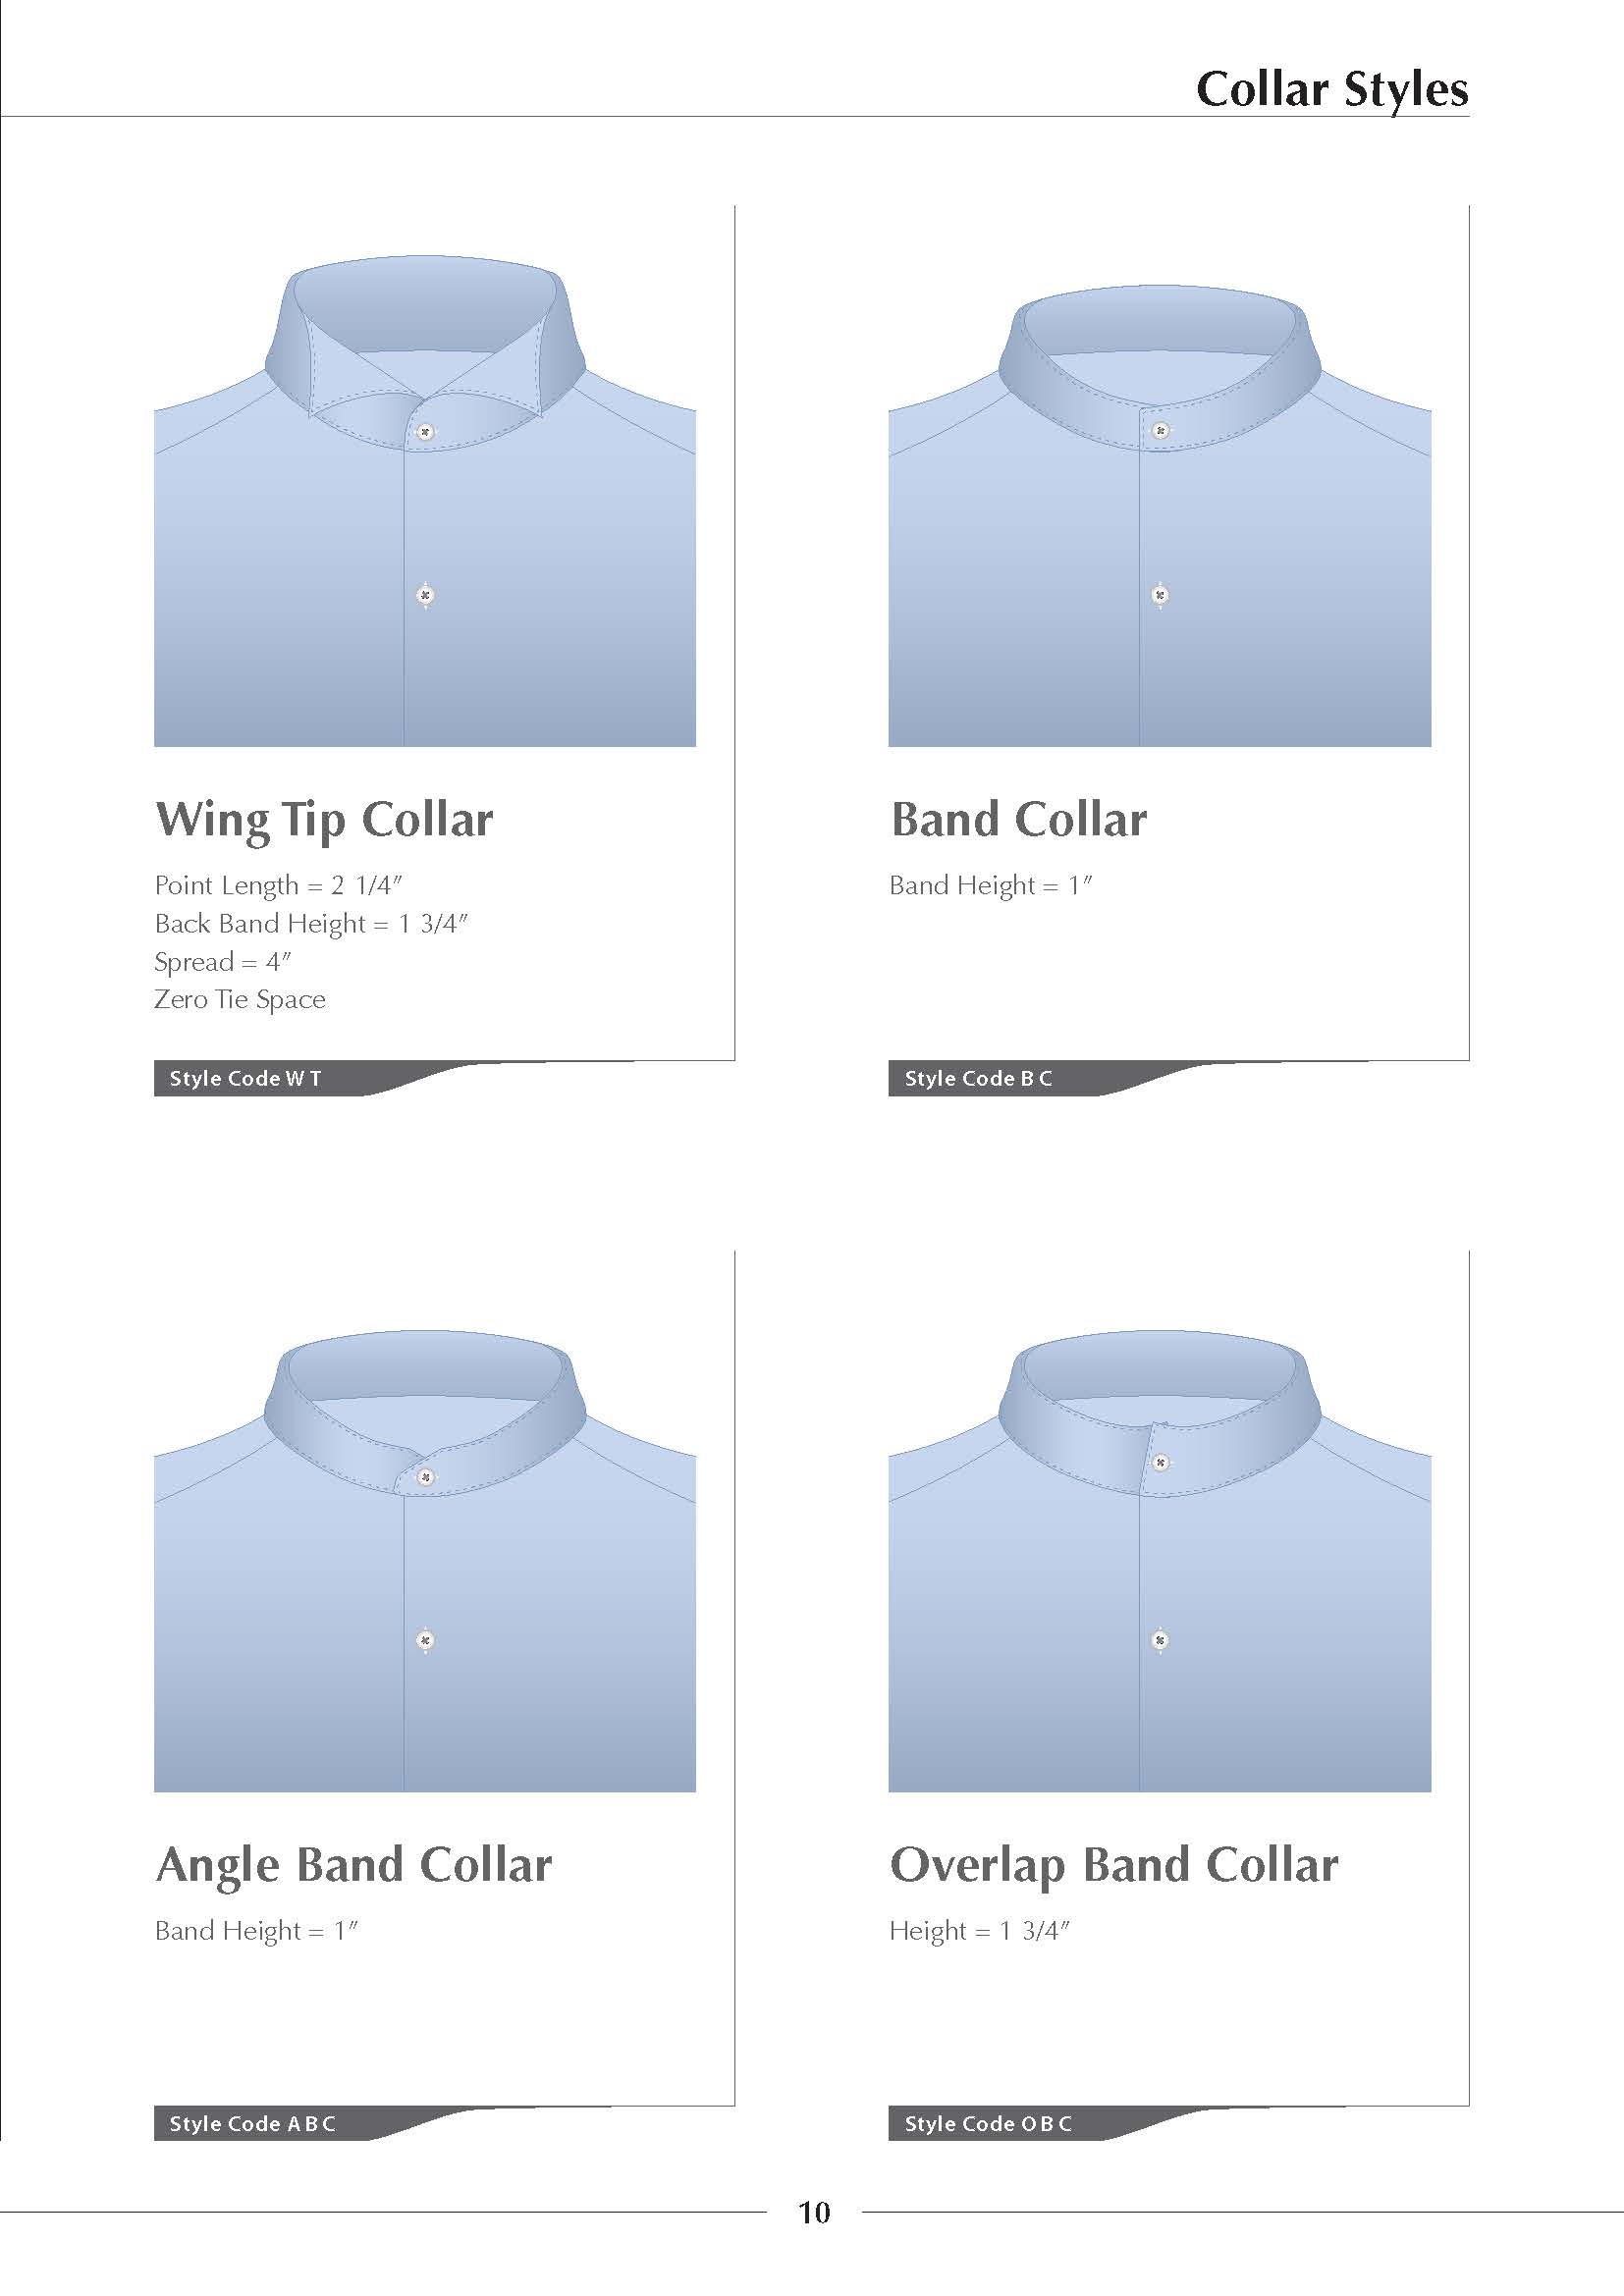 Collar Styles
Wing Tip Collar
Point Length = 2 1/4″
Back Band Height = 1 3/4″
Spread = 4″
Zero Tie Space
Style Code W T
Band Collar
Band Height = 1″
Style Code B C
Angle Band Collar
Band Height = 1″
Style Code A B C
Overlap Band Collar
Height = 1 3/4″
Style Code O B C
10